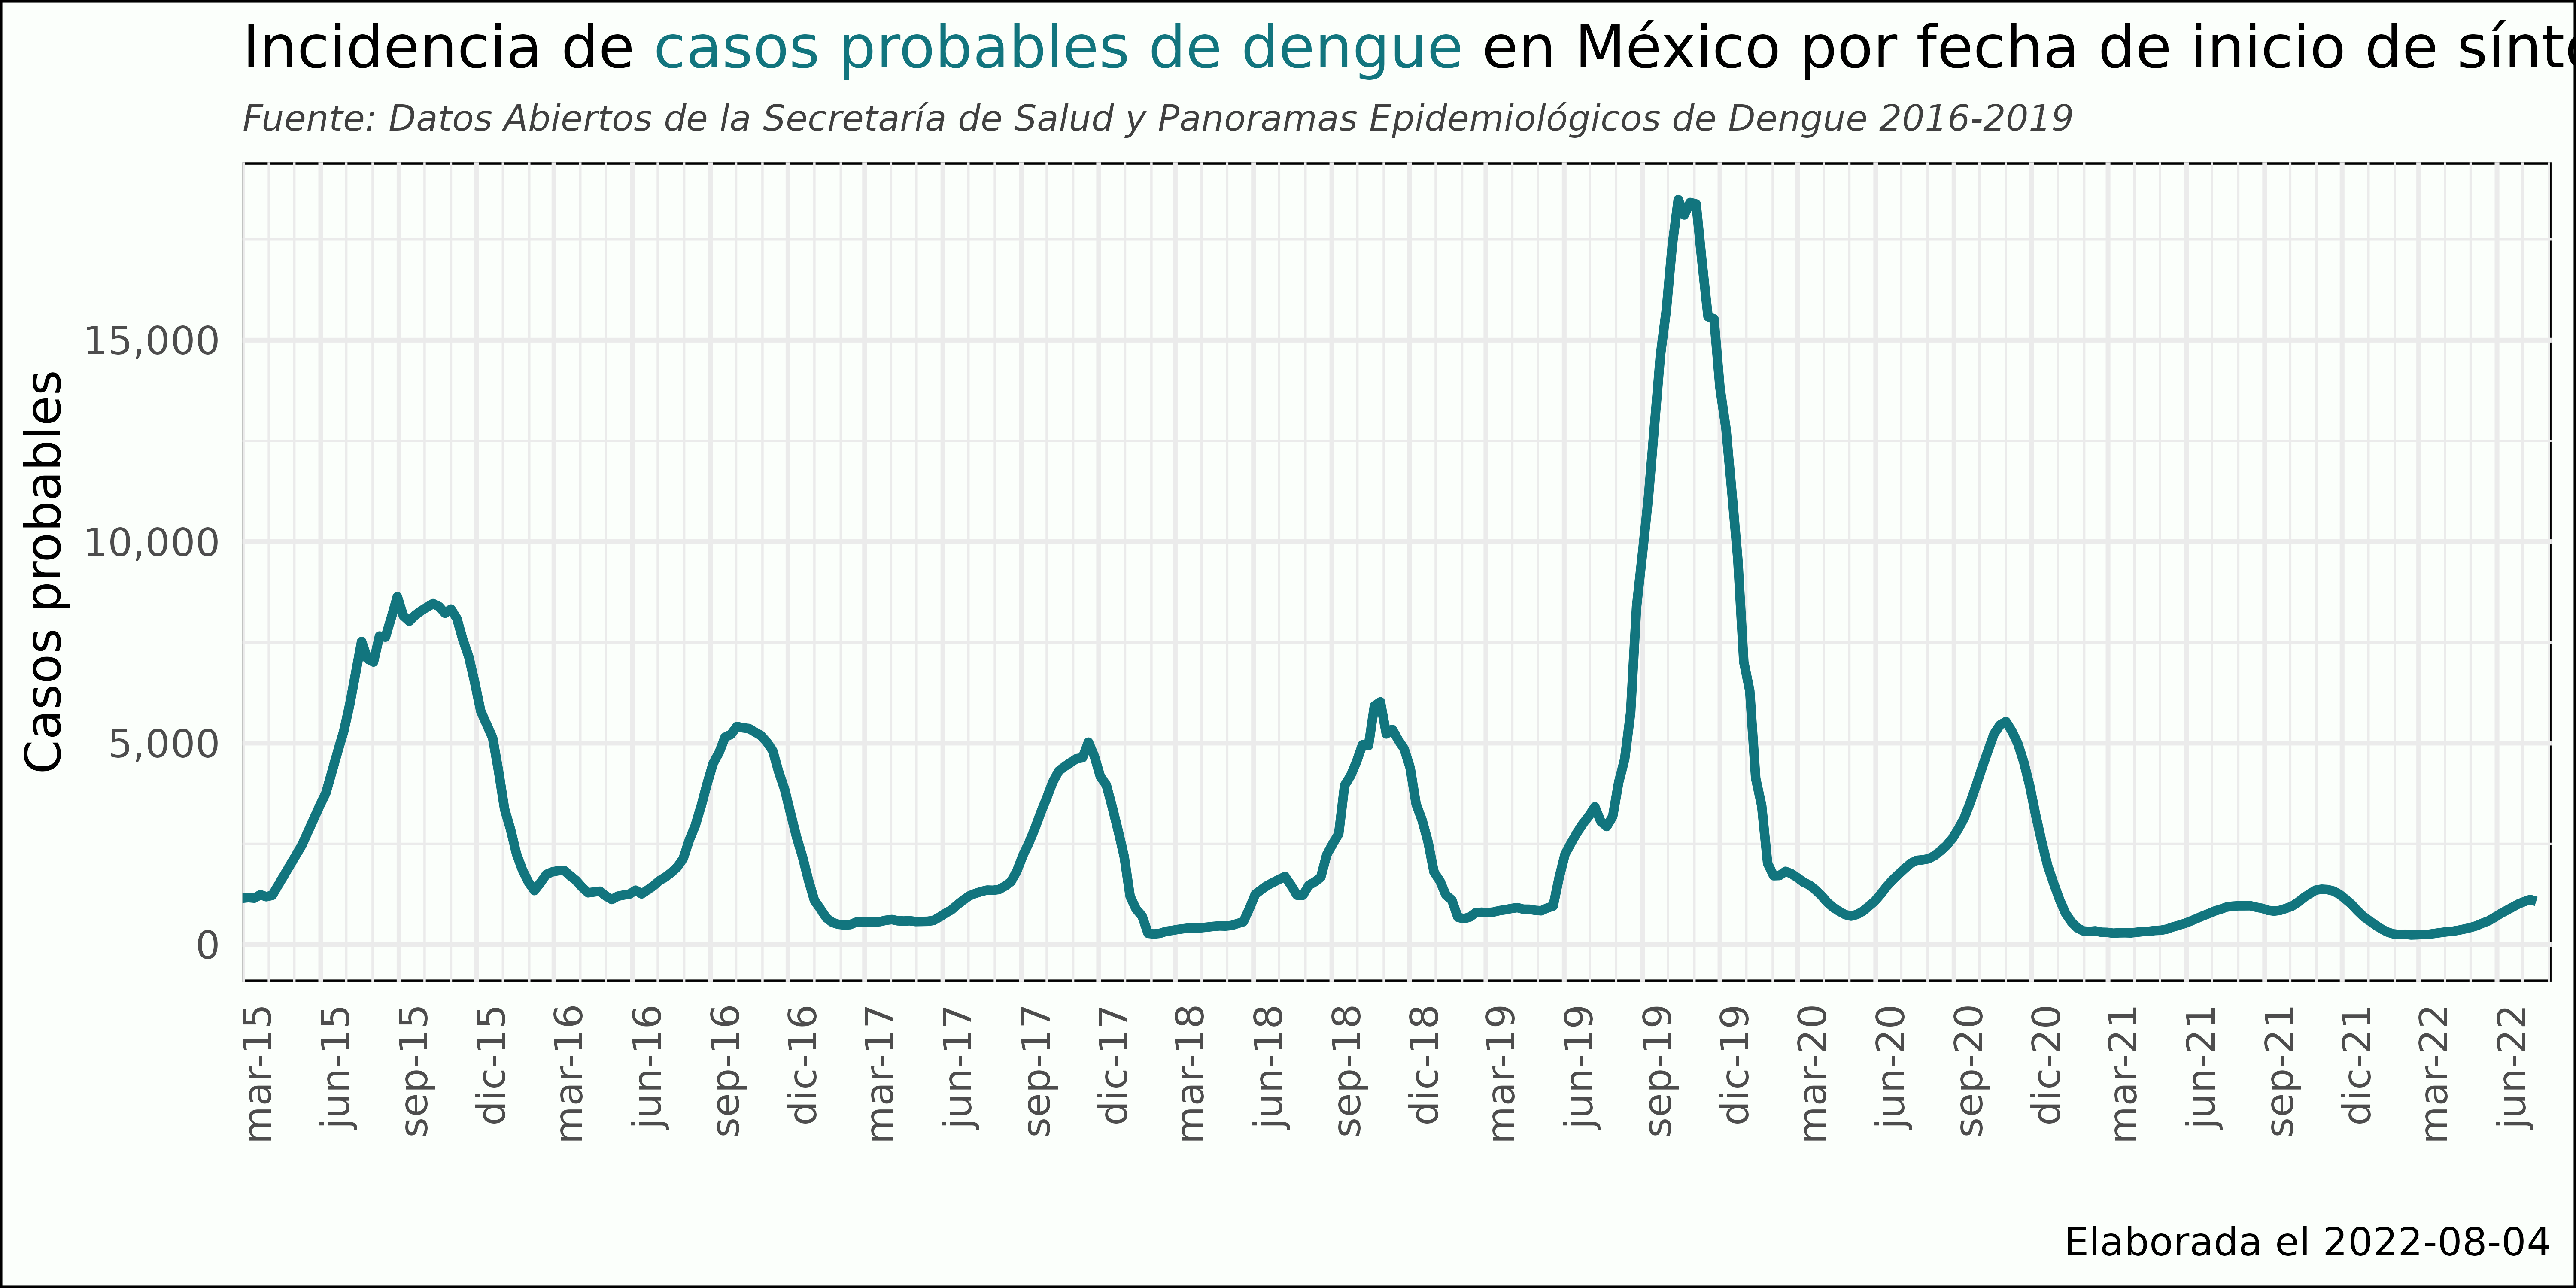 Incidencia de casos probables de dengue en México por fecha de inicio de
Fuente: Datos Abiertos de la Secretaría de Salud y Panoramas Epidemiológicos de Dengue 2016-2019
Casos probables
15,000
10,000
5,000
0
mar-15
jun-15
sep-15
dic-15
mar-16
jun-16
sep-16
dic-16
mar-17
jun-17
sep-17
dic-17
mar-18
jun-18
sep-18
dic-18
mar-19
jun-19
sep-19
dic-19
mar-20
jun-20
sep-20
dic-20
mar-21
jun-21
sep-21
dic-21
mar-22
jun-22
Elaborada el 2022-08-04